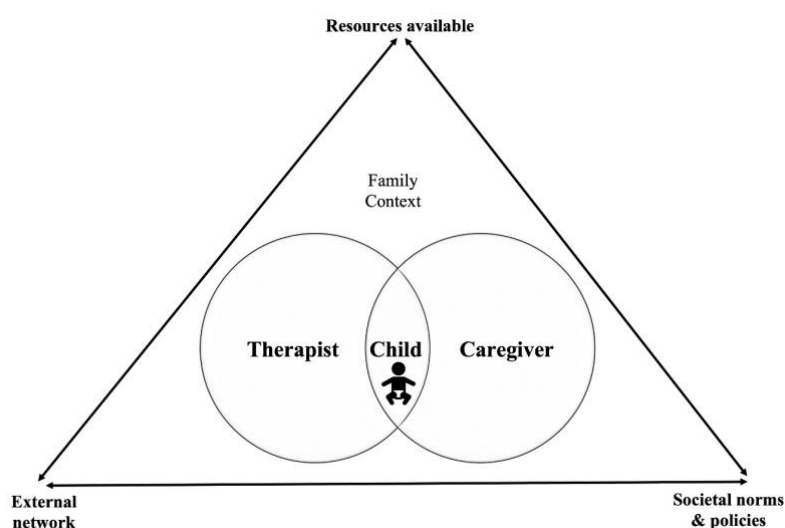 Resources available
Family
Context
Therapist
Child
Caregiver
External
network
Societal norms
& policies